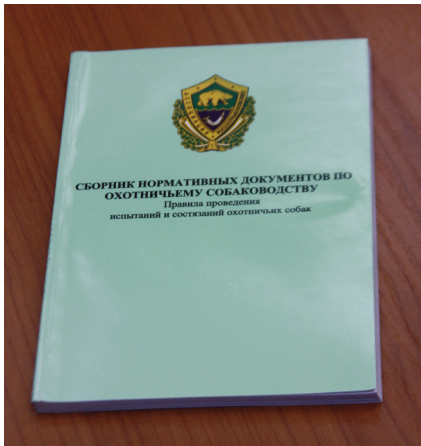 СБОРНИК НОРМАТИВНЫХ ДОКУМЕНТОВ ПО
ОХОТНИЧЬЕМУ СОБАКОВОДСТВУ
Правила проведения
испытаний и состязаний охотничьих собак